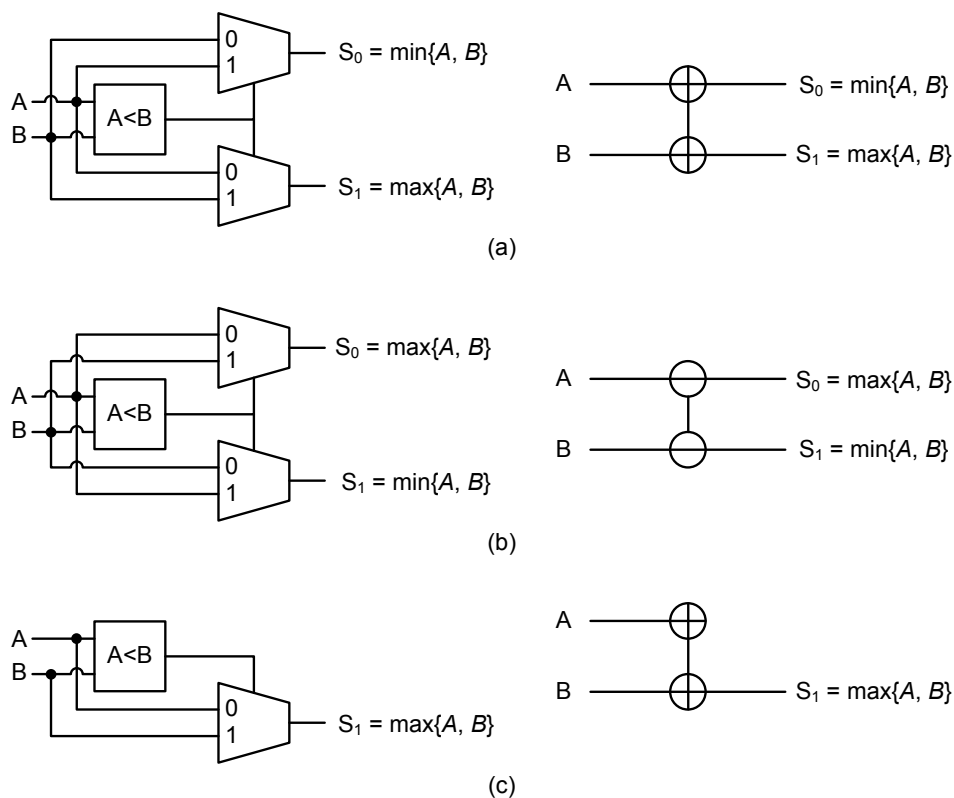 0
1
S₀ = min{A, B}
A
B
A<B
0
1
S₁ = max{A, B}
A
S₀ = min{A, B}
B
S₁ = max{A, B}
(a)
0
1
S₀ = max{A, B}
A
B
A<B
0
1
S₁ = min{A, B}
A
S₀ = max{A, B}
B
S₁ = min{A, B}
(b)
A
B
A<B
0
1
S₁ = max{A, B}
A
B
S₁ = max{A, B}
(c)